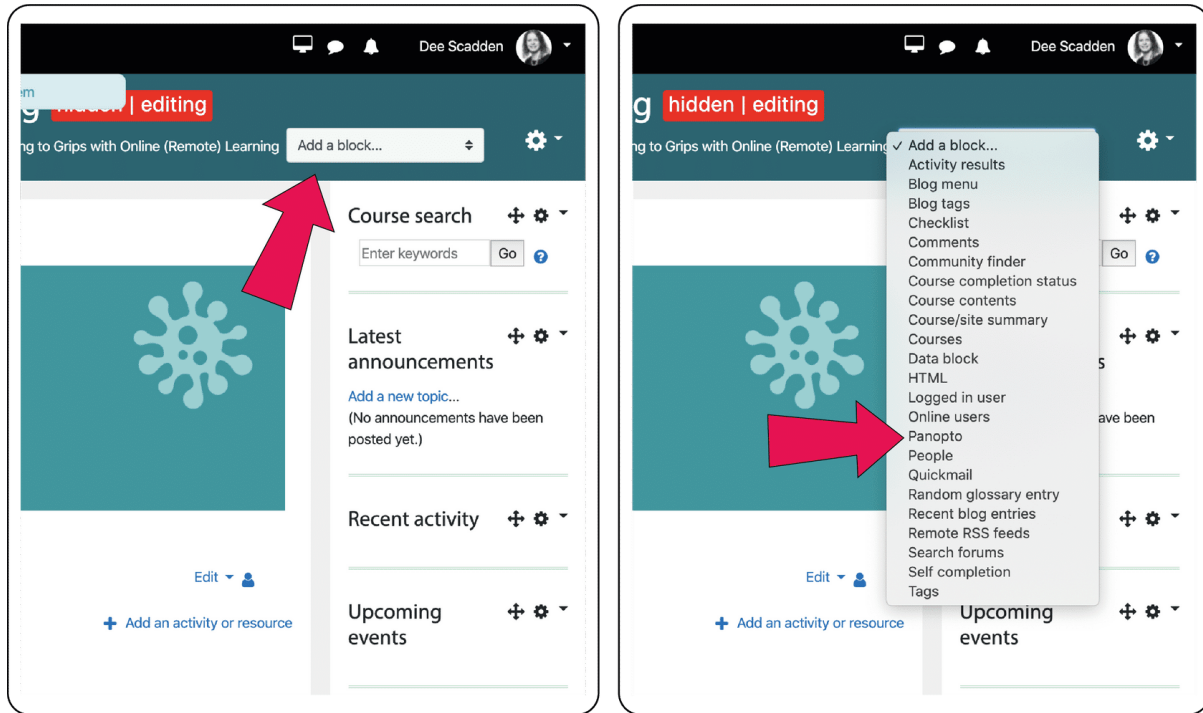 Dee Scadden
em
g hidden | editing
ng to Grips with Online (Remote) Learning Add a block...
Course search
Enter keywords Go ?
Latest
announcements
Add a new topic...
(No announcements have been
posted yet.)
Recent activity
Edit
+ Add an activity or resource
Upcoming
events
Dee Scadden
g hidden | editing
ng to Grips with Online (Remote) Learning
✓ Add a block...
Activity results
Blog menu
Blog tags
Checklist
Comments
Community finder
Course completion status
Course contents
Course/site summary
Courses
Data block
HTML
Logged in user
Online users
Panopto
People
Quickmail
Random glossary entry
Recent blog entries
Remote RSS feeds
Search forums
Self completion
Tags
Go ?
s
ave been
Edit
+ Add an activity or resource
Upcoming
events